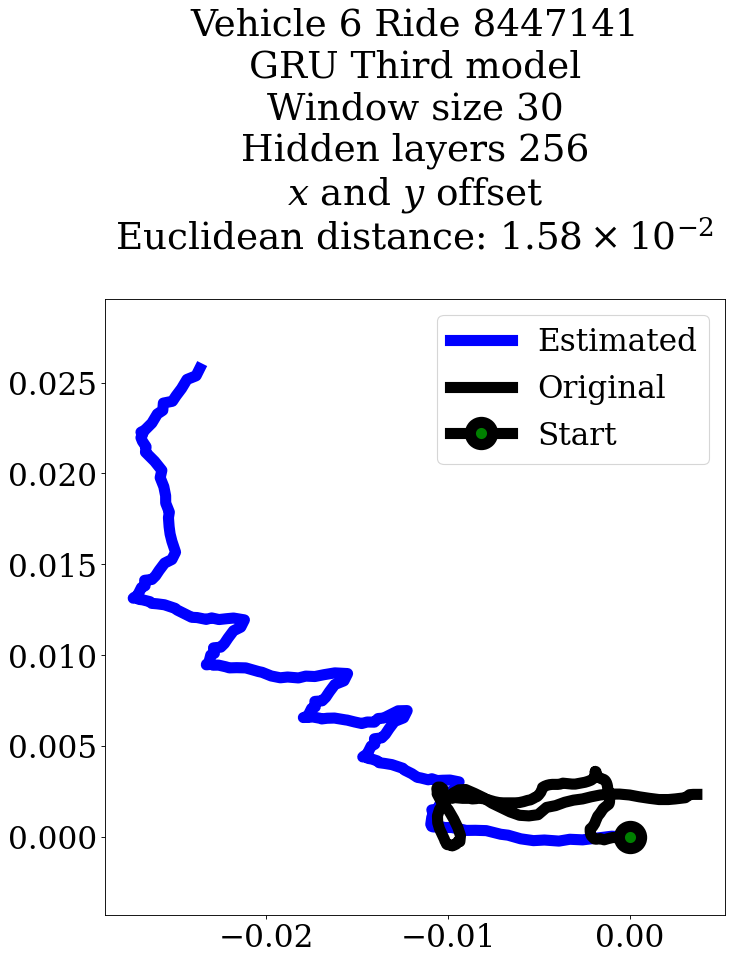 Vehicle 6 Ride 8447141
GRU Third model
Window size 30
Hidden layers 256
x and y offset
Euclidean distance: 1.58 × 10⁻²
Estimated
Original
Start
0.025
0.020
0.015
0.010
0.005
0.000
−0.02 −0.01 0.00